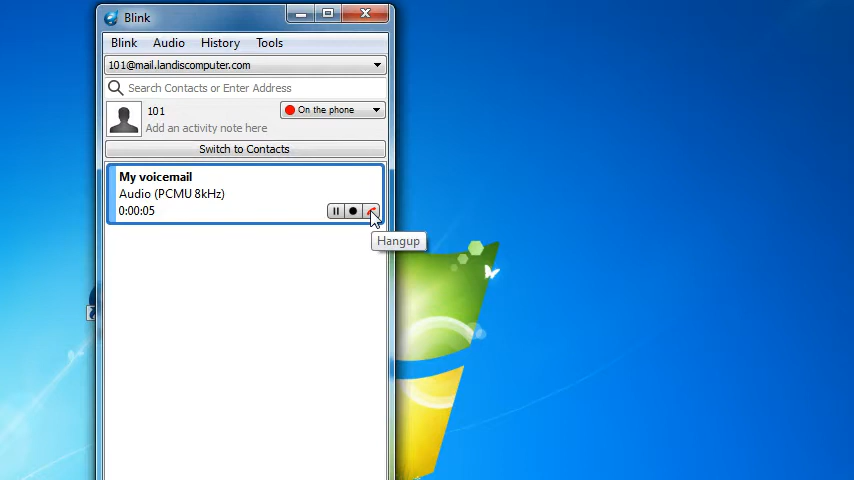 Blink
Blink Audio History Tools
101@mail.landiscomputer.com
Search Contacts or Enter Address
101
On the phone
Add an activity note here
Switch to Contacts
My voicemail
Audio (PCMU 8kHz)
0:00:05
Hangup